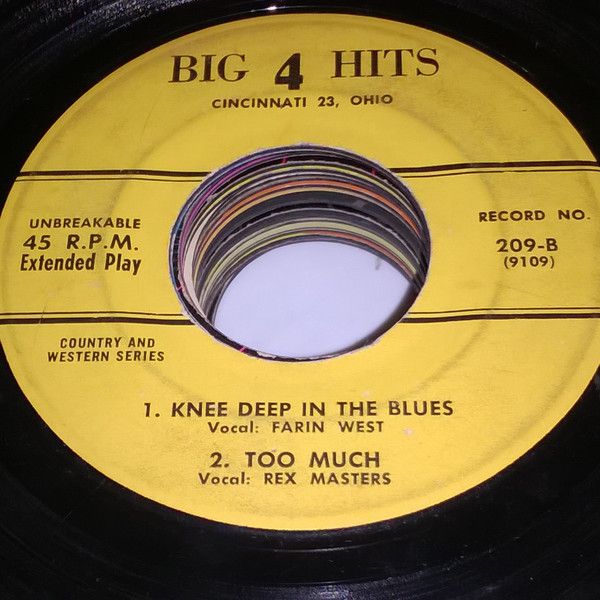 BIG 4 HITS
CINCINNATI 23, OHIO
UNBREAKABLE
45 R.P.M.
Extended Play
RECORD NO.
209-B
(9109)
COUNTRY AND
WESTERN SERIES
1. KNEE DEEP IN THE BLUES
Vocal: FARIN WEST
2. TOO MUCH
Vocal: REX MASTERS